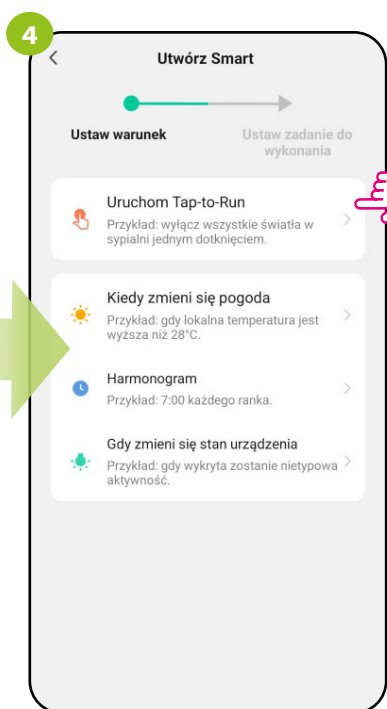 4
Utwórz Smart
Ustaw warunek
Ustaw zadanie do
wykonania
Uruchom Tap-to-Run
Przykład: wyłącz wszystkie światła w
sypialni jednym dotknięciem.
Kiedy zmieni się pogoda
Przykład: gdy lokalna temperatura jest
wyższa niż 28°C.
Harmonogram
Przykład: 7:00 każdego ranka.
Gdy zmieni się stan urządzenia
Przykład: gdy wykryta zostanie nietypowa
aktywność.